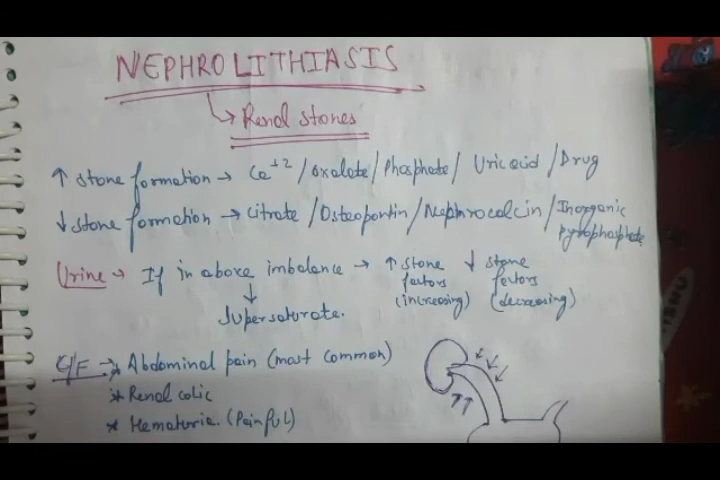 NEPHROLITHIASIS
↳ Renal stones
↑ stone formation → Ca+2 / oxalate / Phosphate / Uric acid / Drug
↓ stone formation → Citrate / Osteopontin / Nephrocalcin / Inorganic pyrophosphate
Urine → If in above imbalance → ↑ stone factors (increasing) ↓ stone factors (decreasing)
↓
Supersaturate.
C/F → * Abdominal pain (most common)
* Renal colic
* Hematuria. (Painful)